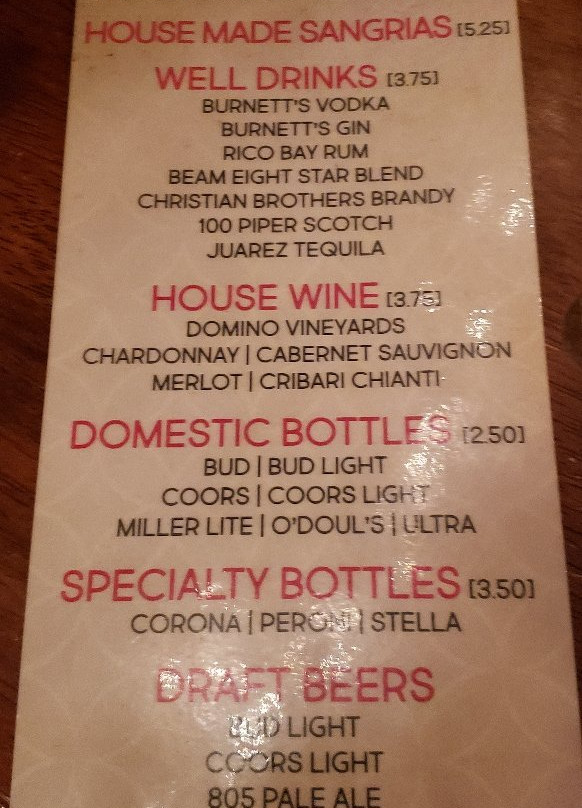 HOUSE MADE SANGRIAS [5.25]
WELL DRINKS [3.75]
BURNETT'S VODKA
BURNETT'S GIN
RICO BAY RUM
BEAM EIGHT STAR BLEND
CHRISTIAN BROTHERS BRANDY
100 PIPER SCOTCH
JUAREZ TEQUILA
HOUSE WINE [3.75]
DOMINO VINEYARDS
CHARDONNAY | CABERNET SAUVIGNON
MERLOT | CRIBARI CHIANTI
DOMESTIC BOTTLES [2.50]
BUD | BUD LIGHT
COORS | COORS LIGHT
MILLER LITE | O'DOUL'S | ULTRA
SPECIALTY BOTTLES [3.50]
CORONA | PERONI | STELLA
DRAFT BEERS
BUD LIGHT
COORS LIGHT
805 PALE ALE